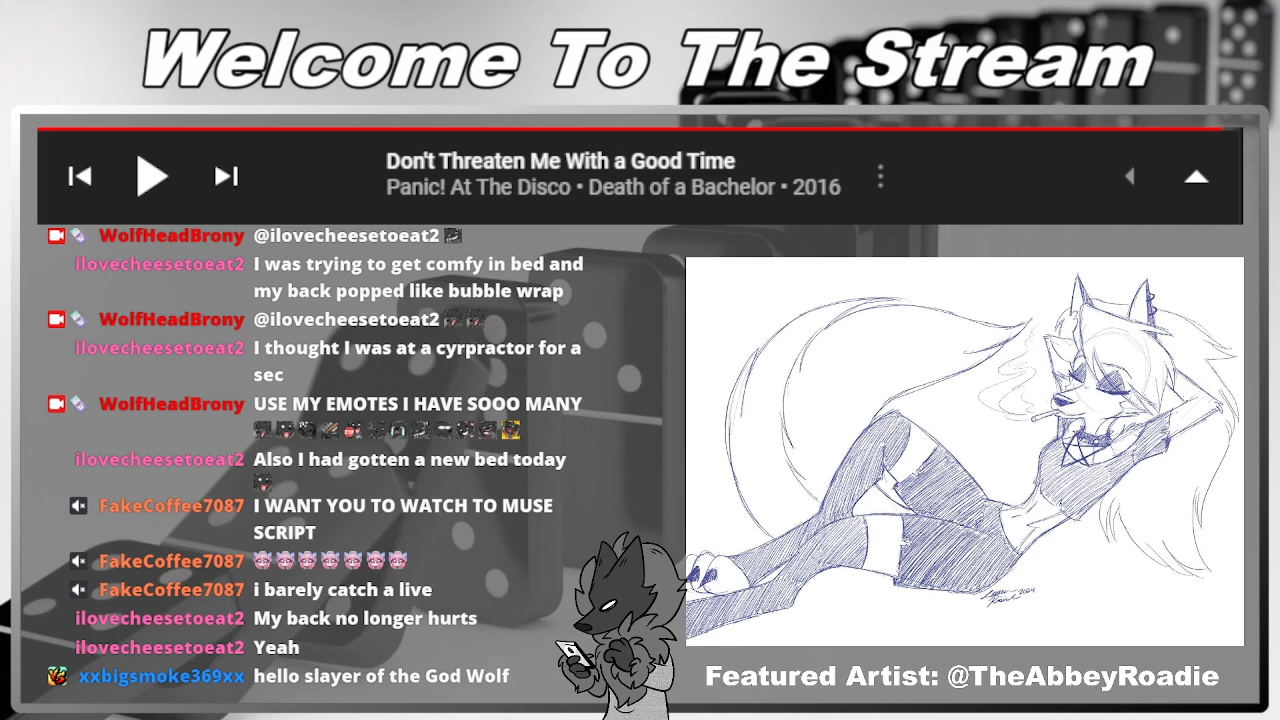 Welcome To The Stream
Don't Threaten Me With a Good Time
Panic! At The Disco • Death of a Bachelor • 2016
WolfHeadBrony @ilovecheesetoeat2
ilovecheesetoeat2 I was trying to get comfy in bed and
my back popped like bubble wrap
WolfHeadBrony @ilovecheesetoeat2
ilovecheesetoeat2 I thought I was at a cyrpractor for a
sec
WolfHeadBrony USE MY EMOTES I HAVE SOOO MANY
ilovecheesetoeat2 Also I had gotten a new bed today
FakeCoffee7087 I WANT YOU TO WATCH TO MUSE
SCRIPT
FakeCoffee7087
FakeCoffee7087 i barely catch a live
ilovecheesetoeat2 My back no longer hurts
ilovecheesetoeat2 Yeah
xxbigsmoke369xx hello slayer of the God Wolf
2024
Featured Artist: @TheAbbeyRoadie